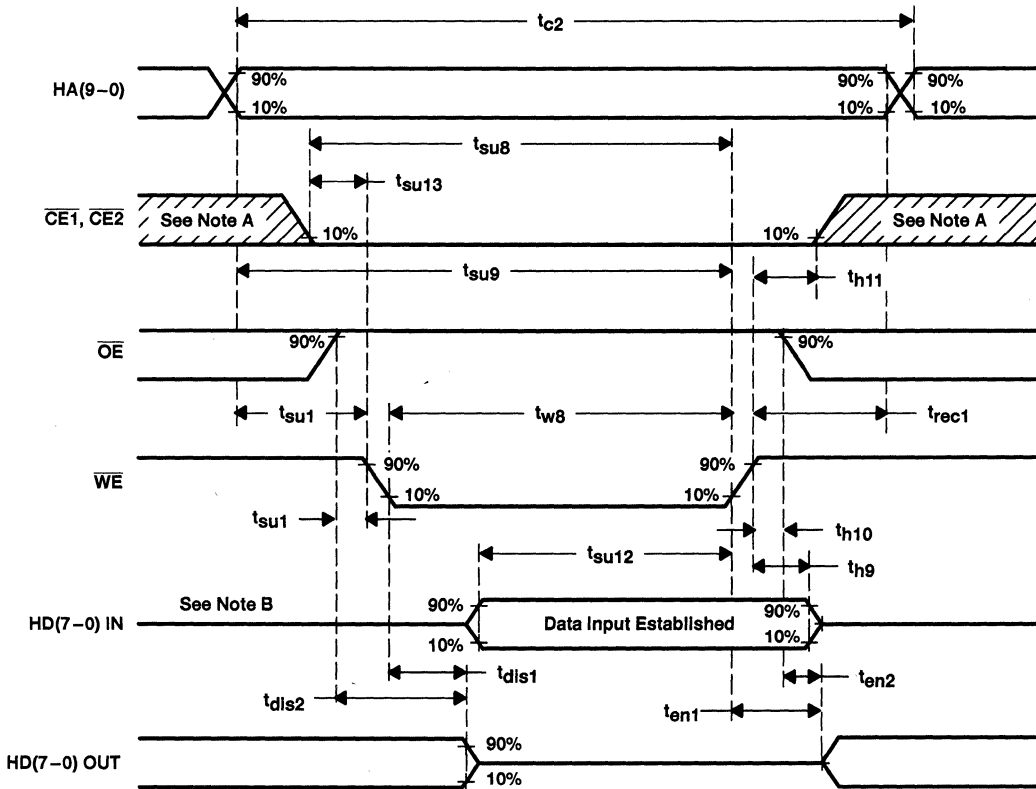 tc2
HA(9–0)
90% 90% 90%
10% 10% 10%
tsu8
tsu13
CE1, CE2 See Note A See Note A
10% 10%
tsu9 th11
OE 90% 90%
tsu1 tw8 trec1
WE 90% 90%
10% 10%
tsu1 th10
tsu12 th9
See Note B
90% 90%
HD(7–0) IN Data Input Established
10% 10%
tdis1 ten2
tdis2 ten1
90%
HD(7–0) OUT
10%